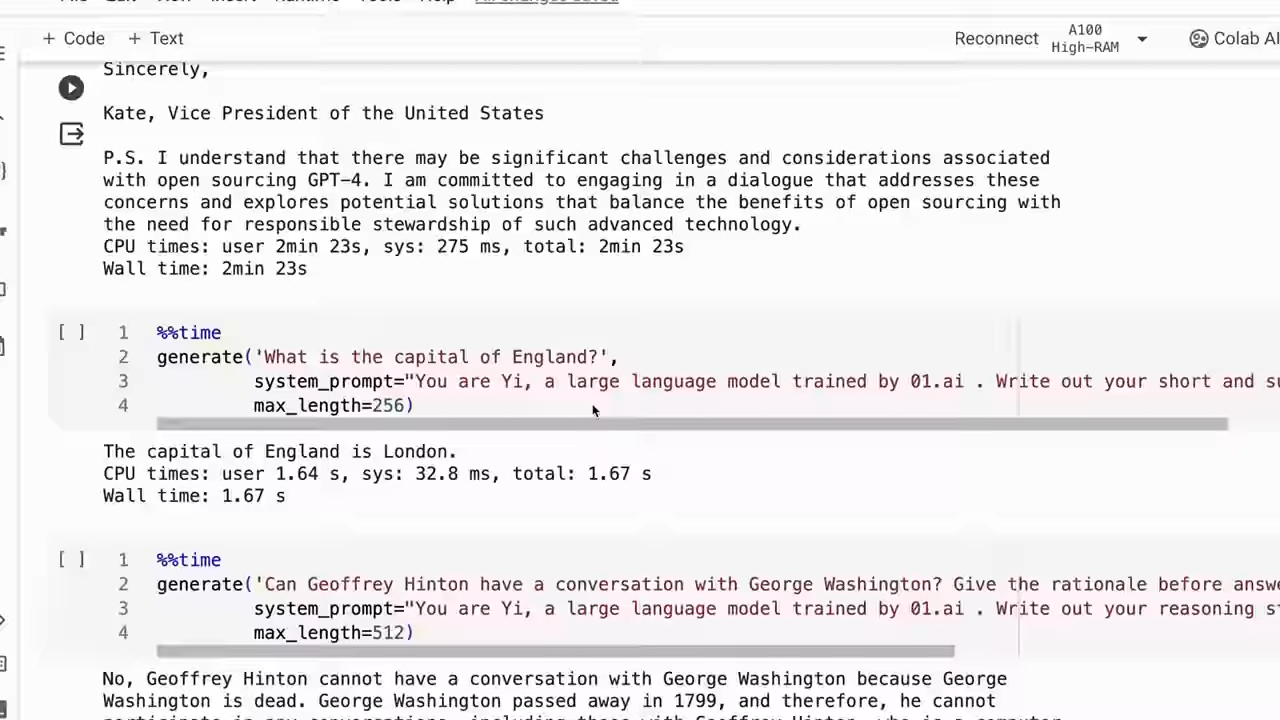 + Code + Text
Reconnect
A100
High-RAM
Colab AI
Sincerely,
Kate, Vice President of the United States
P.S. I understand that there may be significant challenges and considerations associated
with open sourcing GPT-4. I am committed to engaging in a dialogue that addresses these
concerns and explores potential solutions that balance the benefits of open sourcing with
the need for responsible stewardship of such advanced technology.
CPU times: user 2min 23s, sys: 275 ms, total: 2min 23s
Wall time: 2min 23s
[ ] 1 %%time
2 generate('What is the capital of England?',
3 system_prompt="You are Yi, a large language model trained by 01.ai . Write out your short and su
4 max_length=256)
The capital of England is London.
CPU times: user 1.64 s, sys: 32.8 ms, total: 1.67 s
Wall time: 1.67 s
[ ] 1 %%time
2 generate('Can Geoffrey Hinton have a conversation with George Washington? Give the rationale before answe
3 system_prompt="You are Yi, a large language model trained by 01.ai . Write out your reasoning st
4 max_length=512)
No, Geoffrey Hinton cannot have a conversation with George Washington because George
Washington is dead. George Washington passed away in 1799, and therefore, he cannot